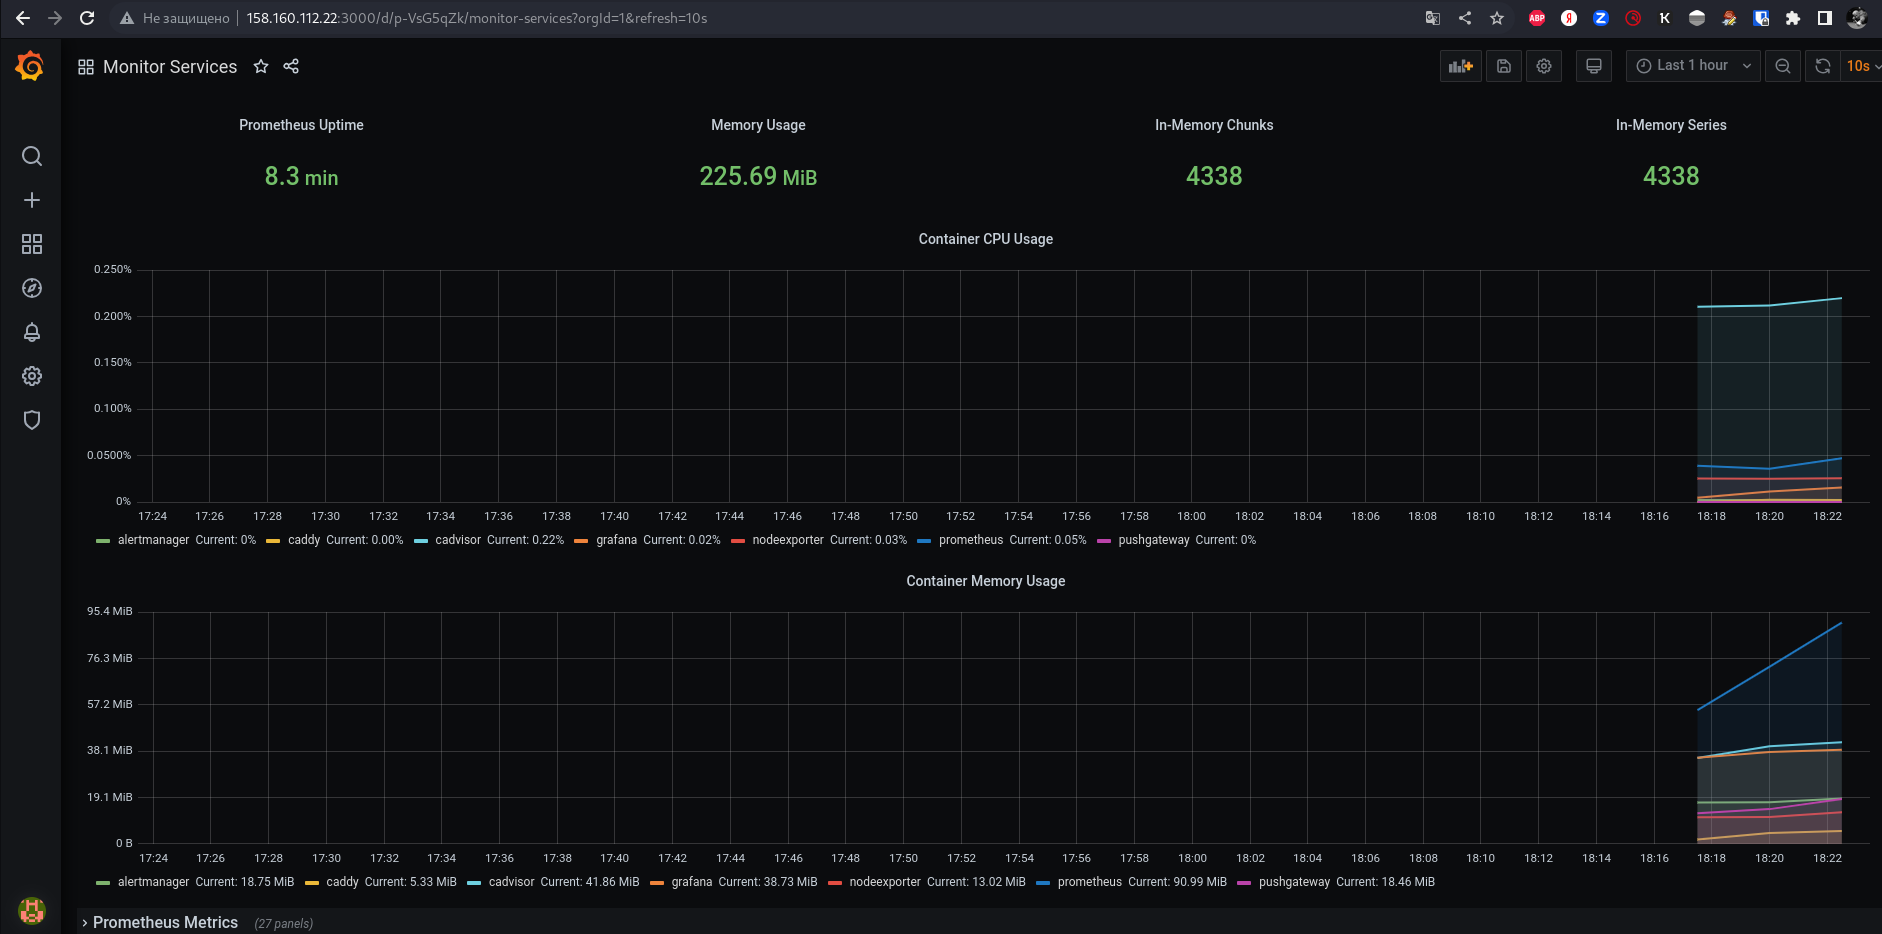 Не защищено | 158.160.112.22:3000/d/p-VsG5qZk/monitor-services?orgId=1&refresh=10s
ABP Я Z K
Monitor Services
Last 1 hour 10s
Prometheus Uptime Memory Usage In-Memory Chunks In-Memory Series
8.3 min 225.69 MiB 4338 4338
Container CPU Usage
0.250%
0.200%
0.150%
0.100%
0.0500%
0%
17:24 17:26 17:28 17:30 17:32 17:34 17:36 17:38 17:40 17:42 17:44 17:46 17:48 17:50 17:52 17:54 17:56 17:58 18:00 18:02 18:04 18:06 18:08 18:10 18:12 18:14 18:16 18:18 18:20 18:22
alertmanager Current: 0% caddy Current: 0.00% cadvisor Current: 0.22% grafana Current: 0.02% nodeexporter Current: 0.03% prometheus Current: 0.05% pushgateway Current: 0%
Container Memory Usage
95.4 MiB
76.3 MiB
57.2 MiB
38.1 MiB
19.1 MiB
0 B
17:24 17:26 17:28 17:30 17:32 17:34 17:36 17:38 17:40 17:42 17:44 17:46 17:48 17:50 17:52 17:54 17:56 17:58 18:00 18:02 18:04 18:06 18:08 18:10 18:12 18:14 18:16 18:18 18:20 18:22
alertmanager Current: 18.75 MiB caddy Current: 5.33 MiB cadvisor Current: 41.86 MiB grafana Current: 38.73 MiB nodeexporter Current: 13.02 MiB prometheus Current: 90.99 MiB pushgateway Current: 18.46 MiB
Prometheus Metrics (27 panels)